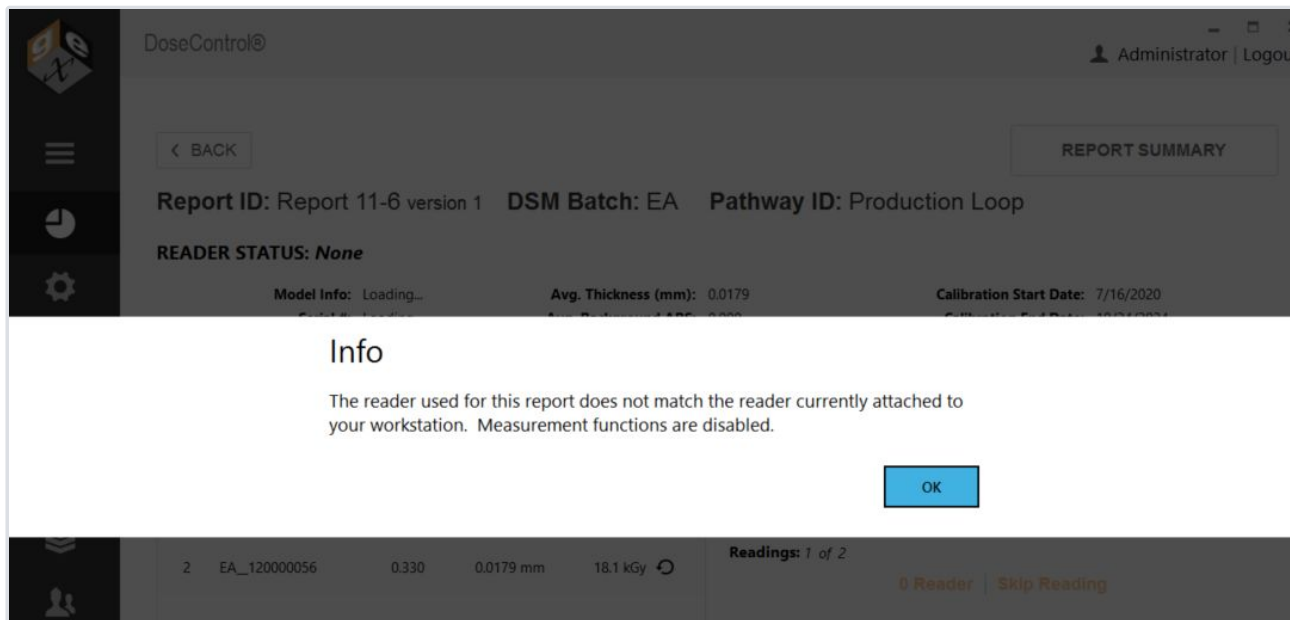 gex
DoseControl®
Administrator | Logou
< BACK
REPORT SUMMARY
Report ID: Report 11-6 version 1 DSM Batch: EA Pathway ID: Production Loop
READER STATUS: None
Model Info: Loading... Avg. Thickness (mm): 0.0179 Calibration Start Date: 7/16/2020
Info
The reader used for this report does not match the reader currently attached to
your workstation. Measurement functions are disabled.
OK
2 EA__120000056 0.330 0.0179 mm 18.1 kGy
Readings: 1 of 2
0 Reader | Skip Reading